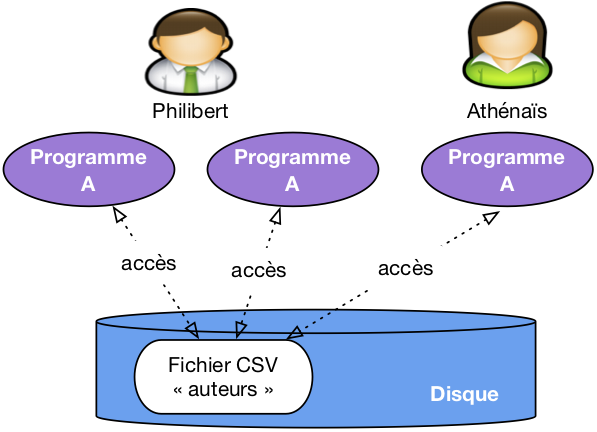 Philibert
Athénaïs
Programme
A
Programme
A
Programme
A
accès
accès
accès
Fichier CSV
« auteurs »
Disque